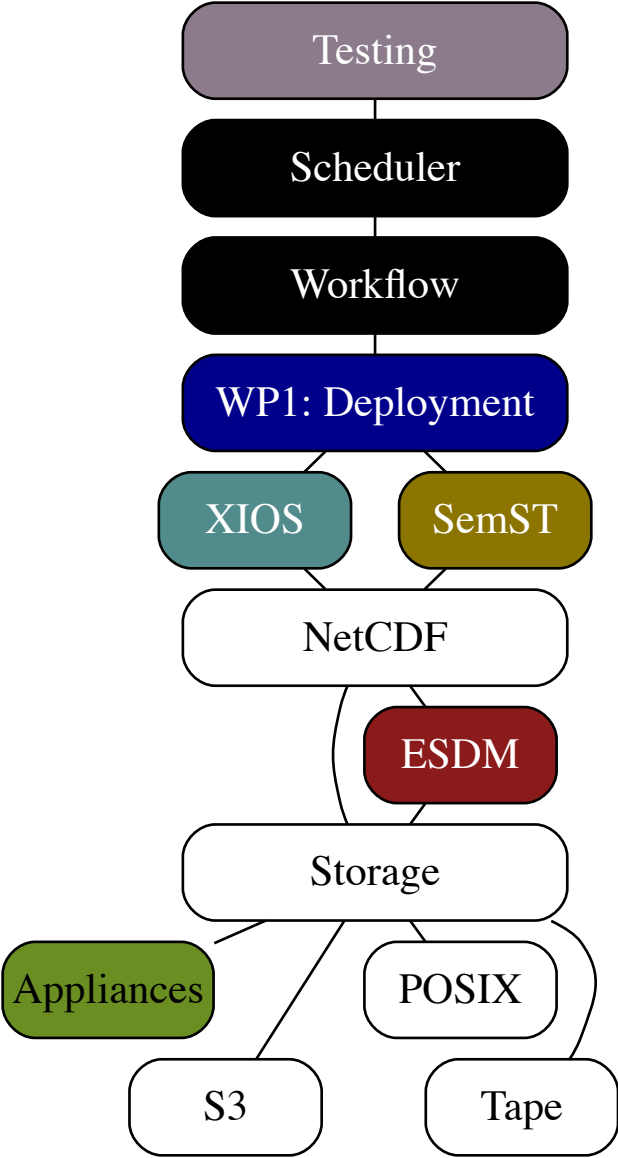 Testing
Scheduler
Workflow
WP1: Deployment
XIOS
SemST
NetCDF
ESDM
Storage
Appliances
POSIX
S3
Tape